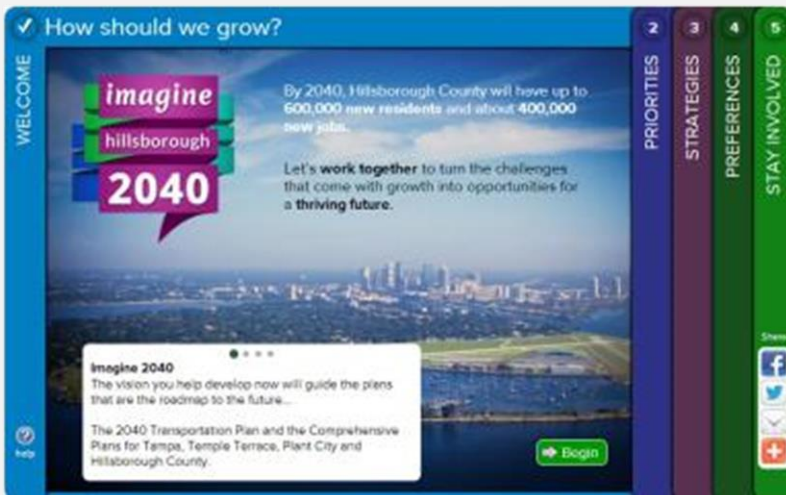 How should we grow?
WELCOME
imagine
hillsborough
2040
By 2040, Hillsborough County will have up to
600,000 new residents and about 400,000
new jobs.
Let's work together to turn the challenges
that come with growth into opportunities for
a thriving future.
Imagine 2040
The vision you help develop now will guide the plans
that are the roadmap to the future...
The 2040 Transportation Plan and the Comprehensive
Plans for Tampa, Temple Terrace, Plant City and
Hillsborough County.
Begin
?
help
2
PRIORITIES
3
STRATEGIES
4
PREFERENCES
5
STAY INVOLVED
Share
f